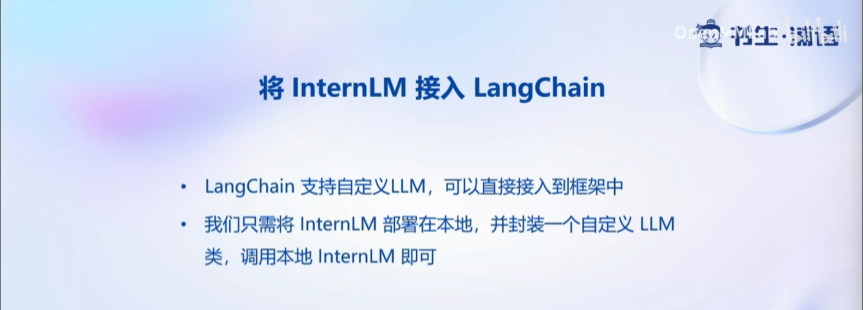 书生·浦语
将 InternLM 接入 LangChain
• LangChain 支持自定义LLM，可以直接接入到框架中
• 我们只需将 InternLM 部署在本地，并封装一个自定义 LLM
类，调用本地 InternLM 即可